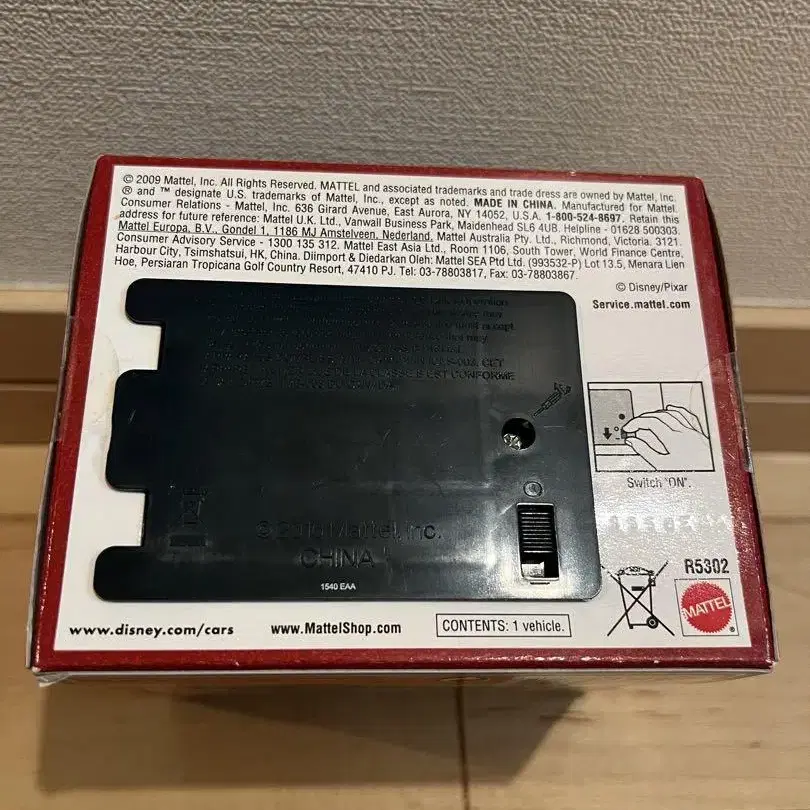 © 2009 Mattel, Inc. All Rights Reserved. MATTEL and associated trademarks and trade dress are owned by Mattel, Inc.
® and ™ designate U.S. trademarks of Mattel, Inc., except as noted. MADE IN CHINA. Manufactured for Mattel.
Consumer Relations - Mattel, Inc. 636 Girard Avenue, East Aurora, NY 14052, U.S.A. 1-800-524-8697. Retain this
address for future reference: Mattel U.K. Ltd., Vanwall Business Park, Maidenhead SL6 4UB. Helpline - 01628 500303.
Mattel Europa, B.V., Gondel 1, 1186 MJ Amstelveen, Nederland. Mattel Australia Pty. Ltd., Richmond, Victoria. 3121.
Consumer Advisory Service - 1300 135 312. Mattel East Asia Ltd., Room 1106, South Tower, World Finance Centre,
Harbour City, Tsimshatsui, HK, China. Diimport & Diedarkan Oleh: Mattel SEA Ptd Ltd. (993532-P) Lot 13.5, Menara Lien
Hoe, Persiaran Tropicana Golf Country Resort, 47410 PJ. Tel: 03-78803817, Fax: 03-78803867.
© Disney/Pixar
Service.mattel.com
EST CONFORME
Mattel, Inc.
CHINA
1540 EAA
Switch "ON".
R5302
MATTEL
www.disney.com/cars
www.MattelShop.com
CONTENTS: 1 vehicle.